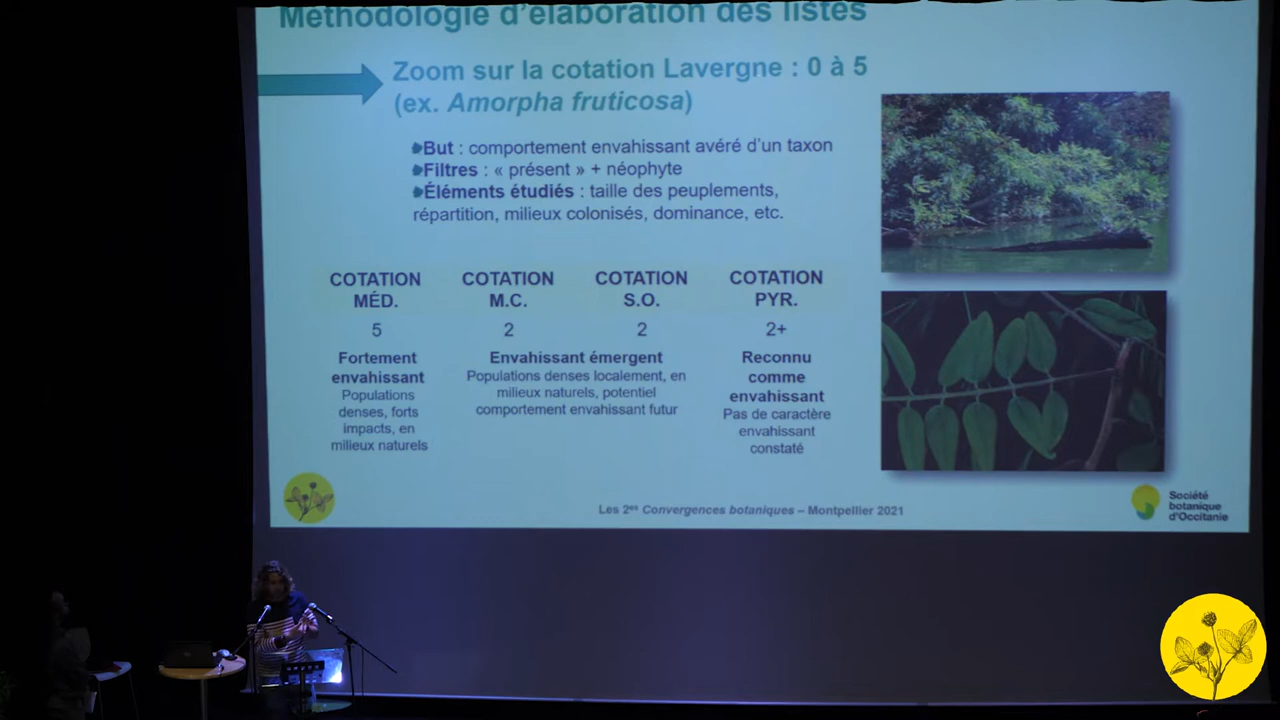 Méthodologie d'élaboration des listes
Zoom sur la cotation Lavergne : 0 à 5
(ex. Amorpha fruticosa)
But : comportement envahissant avéré d'un taxon
Filtres : « présent » + néophyte
Éléments étudiés : taille des peuplements,
répartition, milieux colonisés, dominance, etc.
COTATION MÉD.
5
Fortement
envahissant
Populations
denses, forts
impacts, en
milieux naturels
COTATION M.C.
2
COTATION S.O.
2
Envahissant émergent
Populations denses localement, en
milieux naturels, potentiel
comportement envahissant futur
COTATION PYR.
2+
Reconnu
comme
envahissant
Pas de caractère
envahissant
constaté
Les 2es Convergences botaniques – Montpellier 2021
Société
botanique
d'Occitanie